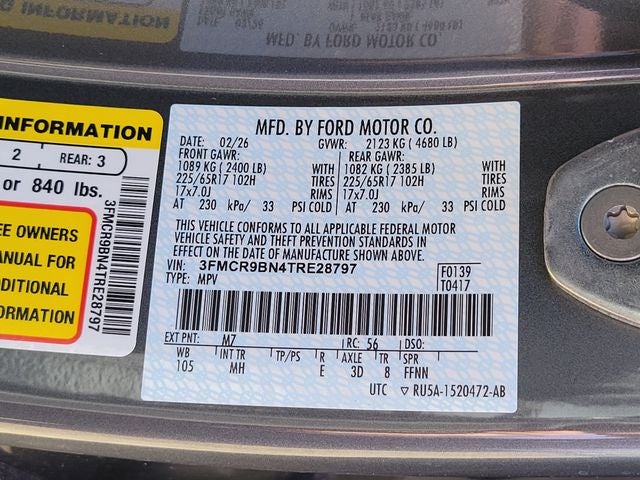 MFD. BY FORD MOTOR CO.
INFORMATION
2 REAR: 3
or 840 lbs.
EE OWNERS
ANUAL FOR
DDITIONAL
ORMATION
3FMCR9BN4TRE28797
MFD. BY FORD MOTOR CO.
DATE: 02/26 GVWR: 2123 KG ( 4680 LB)
FRONT GAWR: REAR GAWR:
1089 KG ( 2400 LB) WITH 1082 KG ( 2385 LB) WITH
225/65R17 102H TIRES 225/65R17 102H TIRES
17x7.0J RIMS 17x7.0J RIMS
AT 230 kPa/ 33 PSI COLD AT 230 kPa/ 33 PSI COLD
THIS VEHICLE CONFORMS TO ALL APPLICABLE FEDERAL MOTOR
VEHICLE SAFETY AND THEFT PREVENTION STANDARDS IN
EFFECT ON THE DATE OF MANUFACTURE SHOWN ABOVE.
VIN: 3FMCR9BN4TRE28797
TYPE: MPV
F0139
T0417
EXT PNT: M7 RC: 56 DSO:
WB INT TR TP/PS R AXLE TR SPR
105 MH E 3D 8 FFNN
UTC ▽ RU5A-1520472-AB